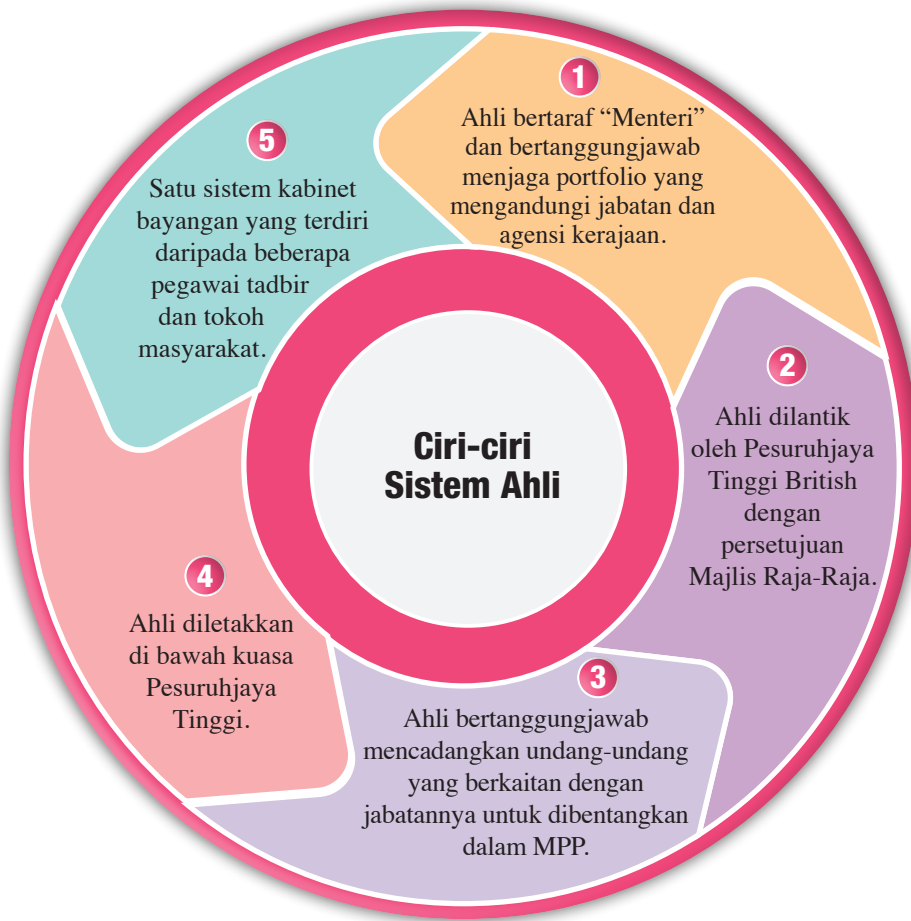 Ciri-ciri
Sistem Ahli
1
Ahli bertaraf “Menteri”
dan bertanggungjawab
menjaga portfolio yang
mengandungi jabatan dan
agensi kerajaan.
2
Ahli dilantik
oleh Pesuruhjaya
Tinggi British
dengan
persetujuan
Majlis Raja-Raja.
3
Ahli bertanggungjawab
mencadangkan undang-undang
yang berkaitan dengan
jabatannya untuk dibentangkan
dalam MPP.
4
Ahli diletakkan
di bawah kuasa
Pesuruhjaya
Tinggi.
5
Satu sistem kabinet
bayangan yang terdiri
daripada beberapa
pegawai tadbir
dan tokoh
masyarakat.